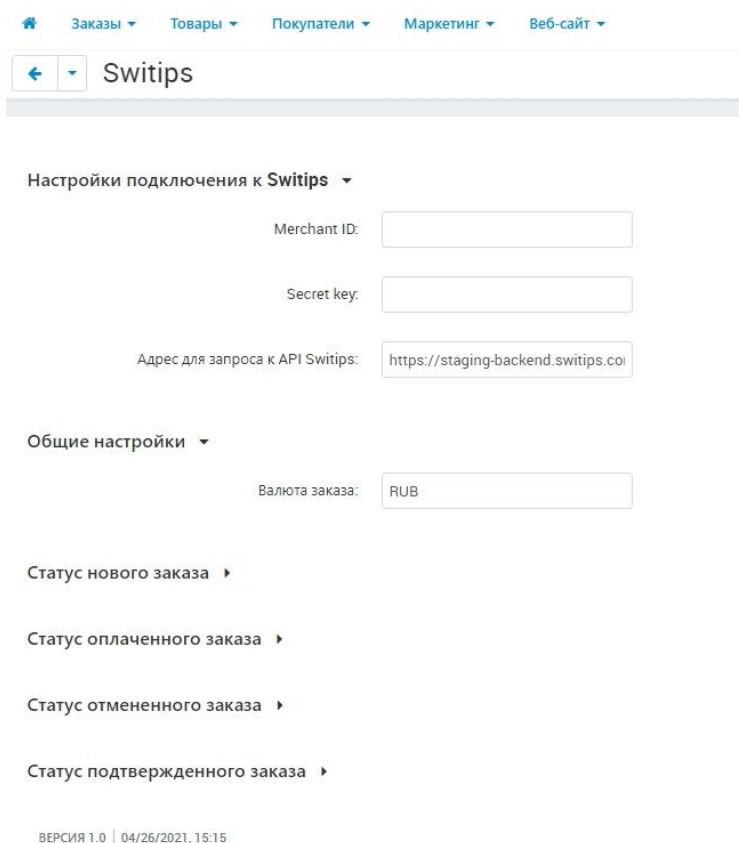 Заказы Товары Покупатели Маркетинг Веб-сайт
Switips
Настройки подключения к Switips
Merchant ID:
Secret key:
Адрес для запроса к API Switips: https://staging-backend.switips.co
Общие настройки
Валюта заказа: RUB
Статус нового заказа
Статус оплаченного заказа
Статус отмененного заказа
Статус подтвержденного заказа
ВЕРСИЯ 1.0 04/26/2021, 15:15